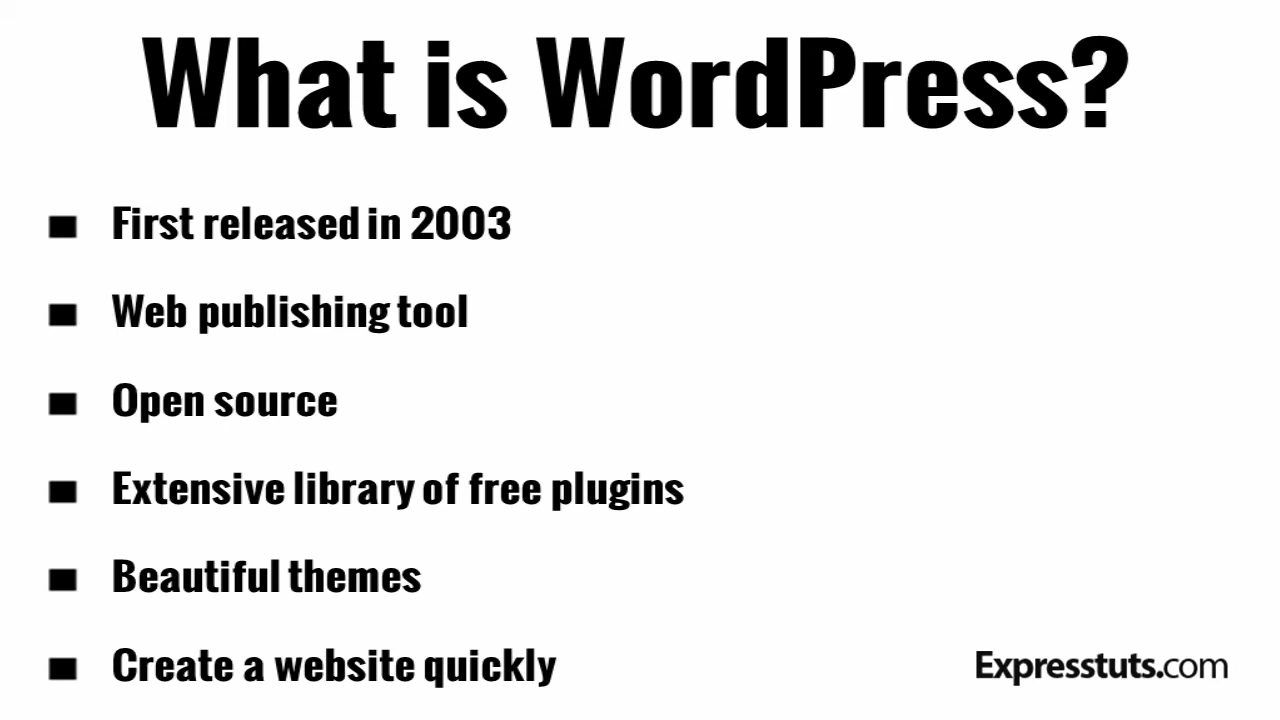 What is WordPress?
First released in 2003
Web publishing tool
Open source
Extensive library of free plugins
Beautiful themes
Create a website quickly
Expresstuts.com